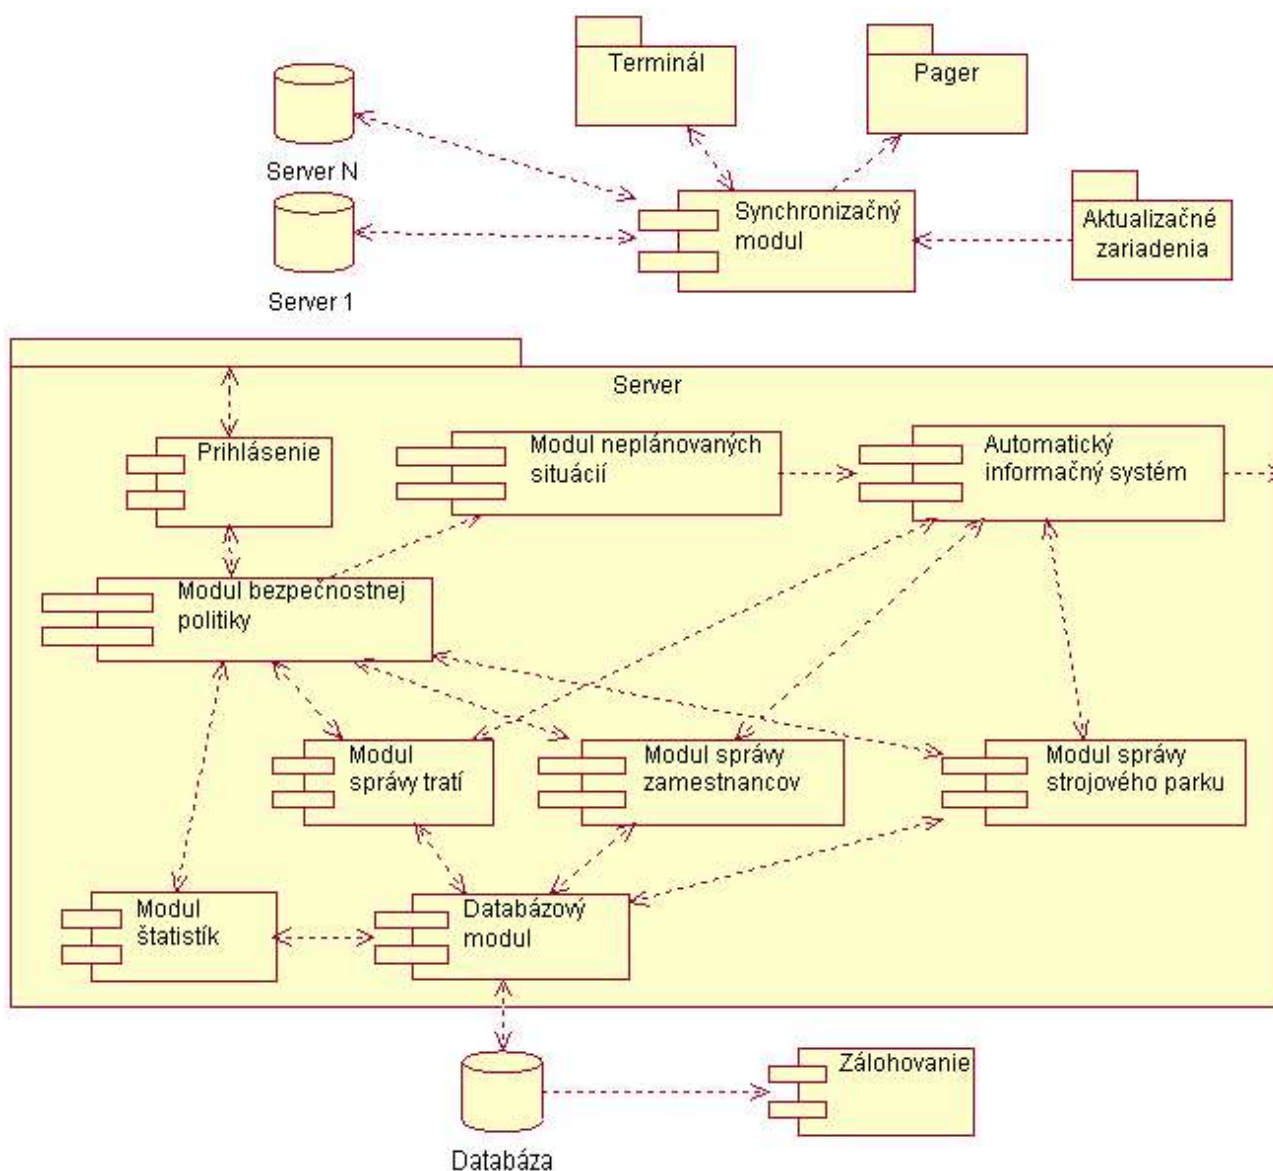 Terminál
Pager
Server N
Synchronizačný
modul
Aktualizačné
zariadenia
Server 1
Server
Prihlásenie
Modul neplánovaných
situácií
Automatický
informačný systém
Modul bezpečnostnej
politiky
Modul
správy tratí
Modul správy
zamestnancov
Modul správy
strojového parku
Modul
štatistík
Databázový
modul
Zálohovanie
Databáza